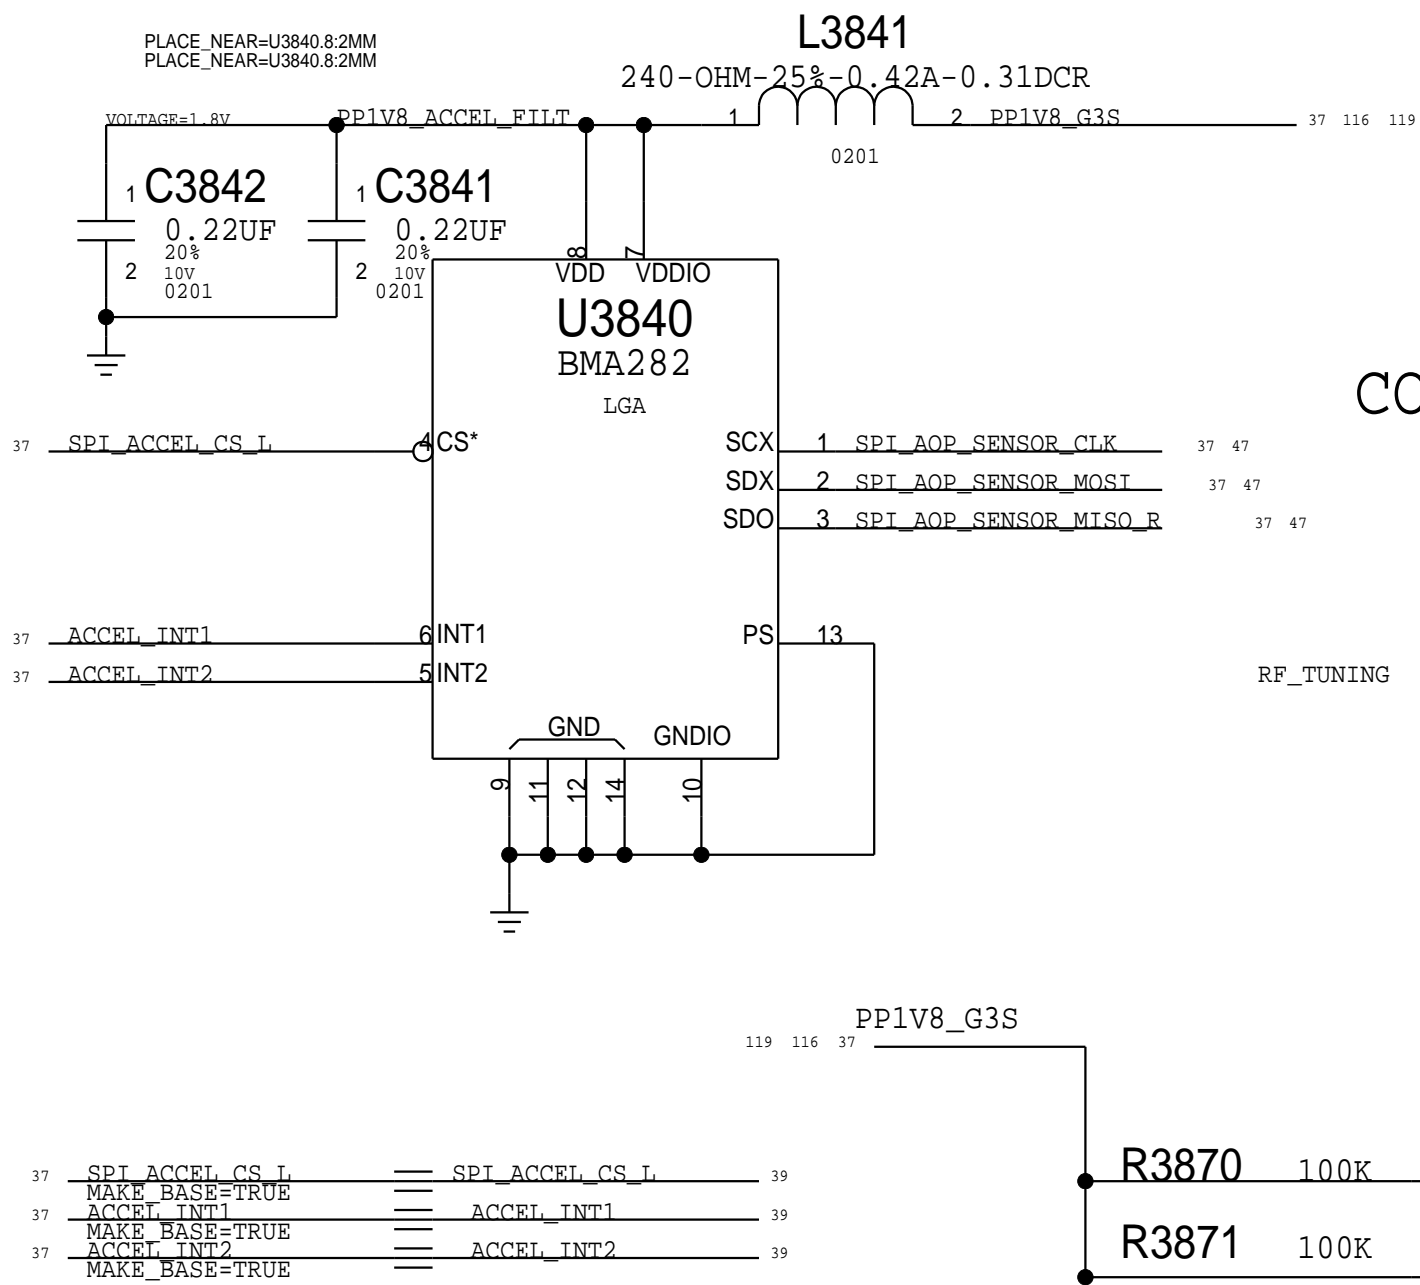 L3841
PLACE_NEAR=U3840.8:2MM
PLACE_NEAR=U3840.8:2MM
240-OHM-25%-0.42A-0.31DCR
VOLTAGE=1.8V PP1V8_ACCEL_FILT 1 2 PP1V8_G3S 37 116 119
0201
1 C3842 1 C3841
0.22UF 0.22UF
20% 20%
2 10V 2 10V
0201 0201
8 7
VDD VDDIO
U3840
BMA282
LGA
CO
37 SPI_ACCEL_CS_L 4 CS* SCX 1 SPI_AOP_SENSOR_CLK 37 47
SDX 2 SPI_AOP_SENSOR_MOSI 37 47
SDO 3 SPI_AOP_SENSOR_MISO_R 37 47
37 ACCEL_INT1 6 INT1 PS 13
37 ACCEL_INT2 5 INT2 RF_TUNING
GND GNDIO
9 11 12 14 10
PP1V8_G3S
119 116 37
R3870 100K
37 SPI_ACCEL_CS_L SPI_ACCEL_CS_L 39
MAKE_BASE=TRUE
37 ACCEL_INT1 ACCEL_INT1 39
MAKE_BASE=TRUE
R3871 100K
37 ACCEL_INT2 ACCEL_INT2 39
MAKE_BASE=TRUE